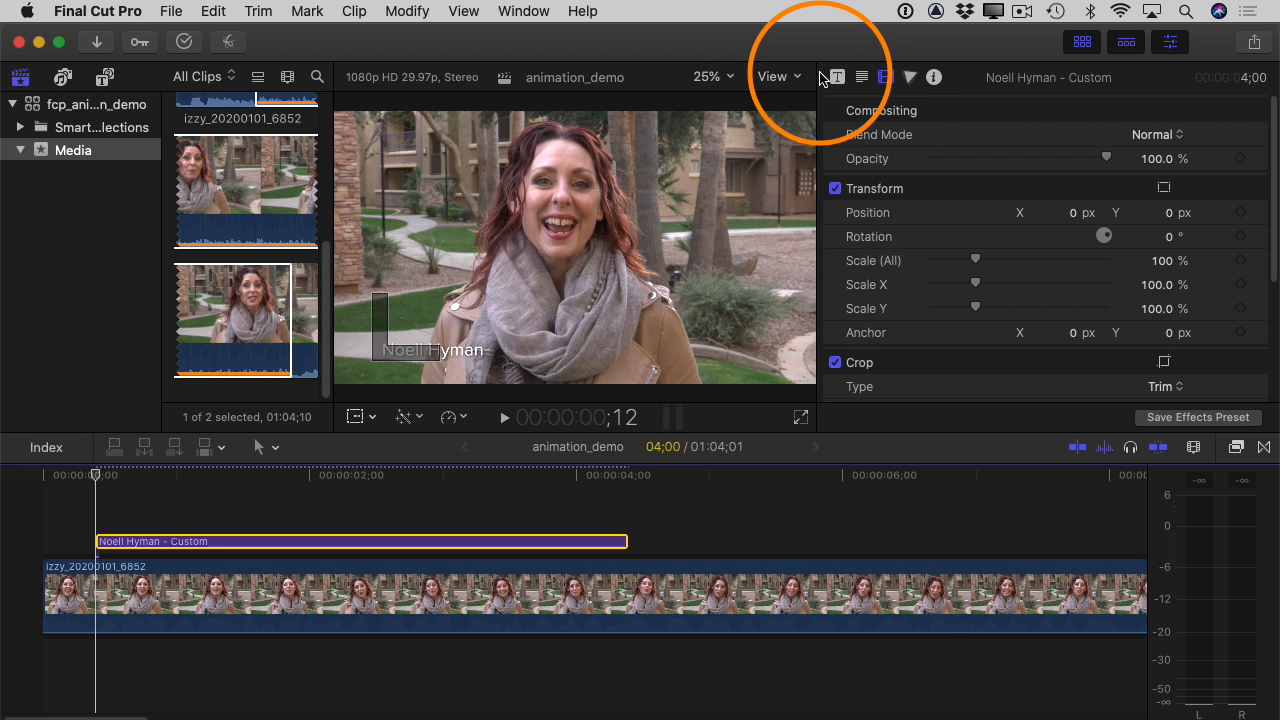 Final Cut Pro File Edit Trim Mark Clip Modify View Window Help
All Clips 1080p HD 29.97p, Stereo animation_demo 25% View T Noell Hyman - Custom 00:00:04;00
fcp_ani...n_demo
Smart...lections
Media
izzy_20200101_6852
1 of 2 selected, 01:04:10
Noell Hyman
00:00:00;12
Compositing
Blend Mode Normal
Opacity 100.0 %
Transform
Position X 0 px Y 0 px
Rotation 0 °
Scale (All) 100 %
Scale X 100.0 %
Scale Y 100.0 %
Anchor X 0 px Y 0 px
Crop
Type Trim
Save Effects Preset
Index animation_demo 04;00 / 01:04;01
00:00:00;00 00:00:02;00 00:00:04;00 00:00:06;00 00:00
Noell Hyman - Custom
izzy_20200101_6852
-∞ -∞
6
0
-6
-12
-20
-30
-50
-∞
L R